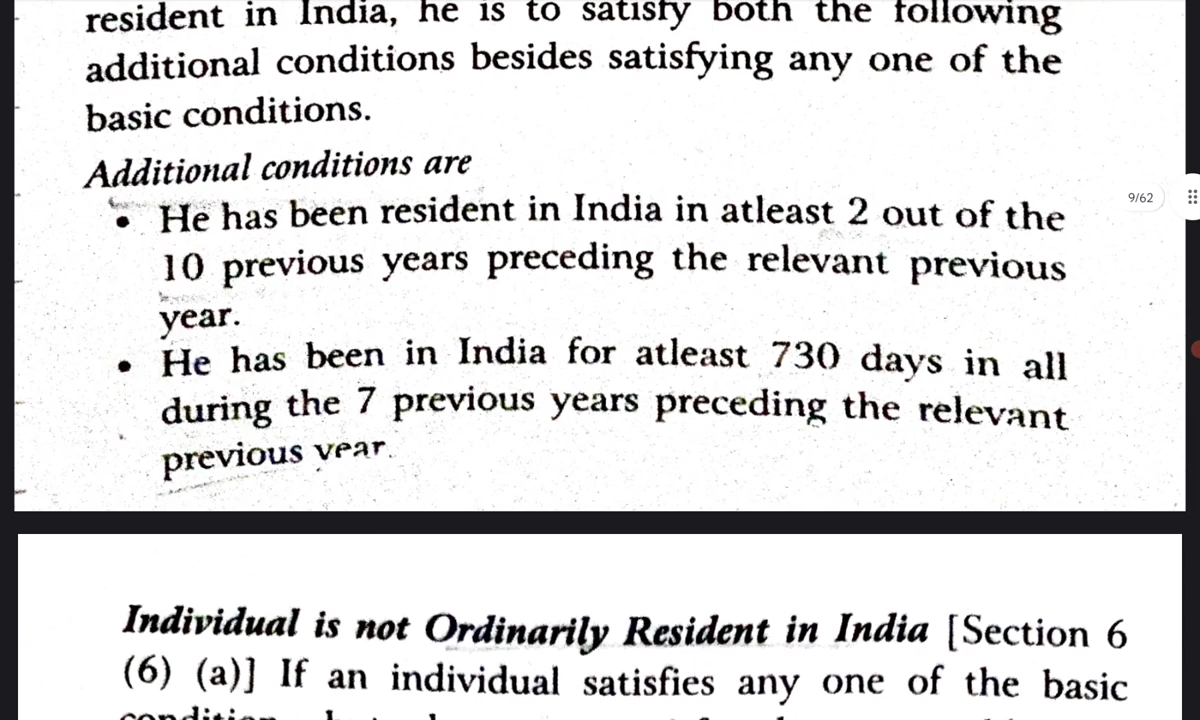 resident in India, he is to satisfy both the following
additional conditions besides satisfying any one of the
basic conditions.
Additional conditions are
• He has been resident in India in atleast 2 out of the
10 previous years preceding the relevant previous
year.
• He has been in India for atleast 730 days in all
during the 7 previous years preceding the relevant
previous year.
9/62
Individual is not Ordinarily Resident in India [Section 6
(6) (a)] If an individual satisfies any one of the basic